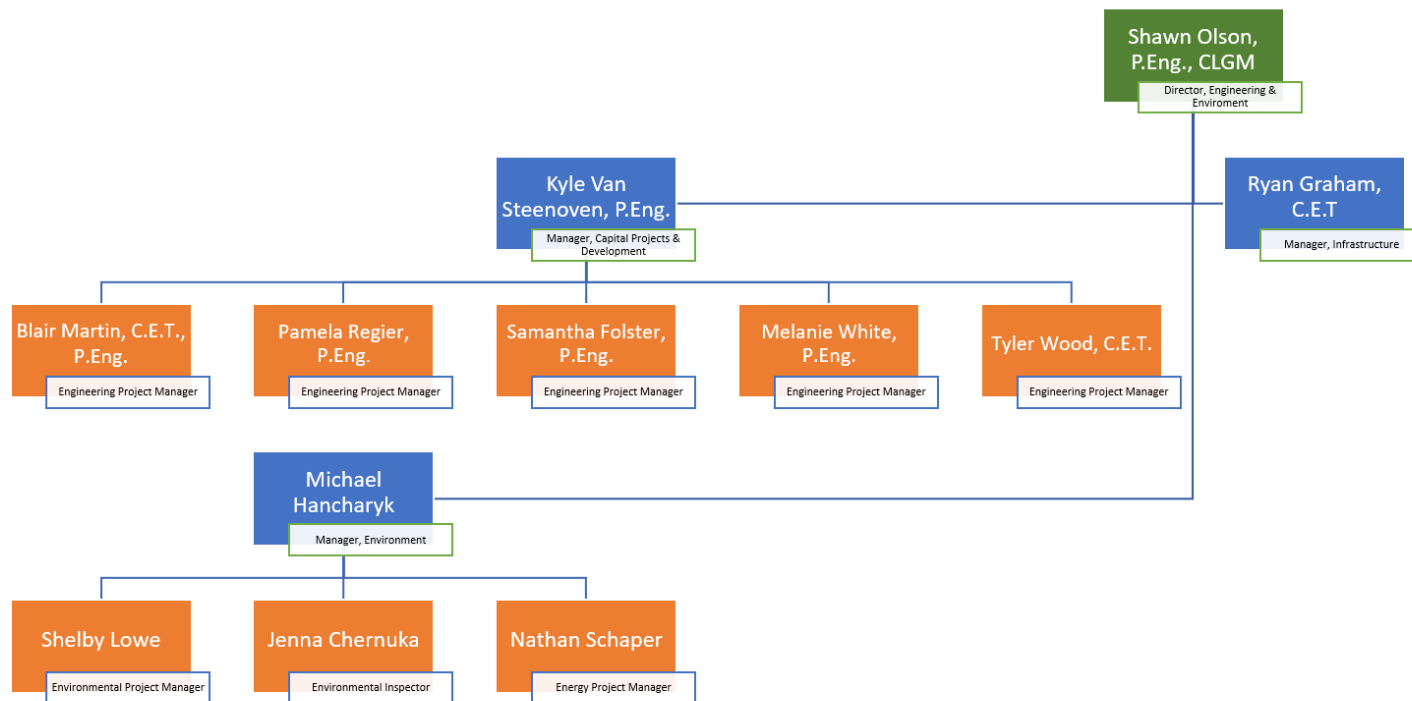 Shawn Olson,
P.Eng., CLGM
Director, Engineering &
Enviroment
Kyle Van
Steenoven, P.Eng.
Manager, Capital Projects &
Development
Ryan Graham,
C.E.T
Manager, Infrastructure
Blair Martin, C.E.T.,
P.Eng.
Engineering Project Manager
Pamela Regier,
P.Eng.
Engineering Project Manager
Samantha Folster,
P.Eng.
Engineering Project Manager
Melanie White,
P.Eng.
Engineering Project Manager
Tyler Wood, C.E.T.
Engineering Project Manager
Michael
Hancharyk
Manager, Environment
Shelby Lowe
Environmental Project Manager
Jenna Chernuka
Environmental Inspector
Nathan Schaper
Energy Project Manager